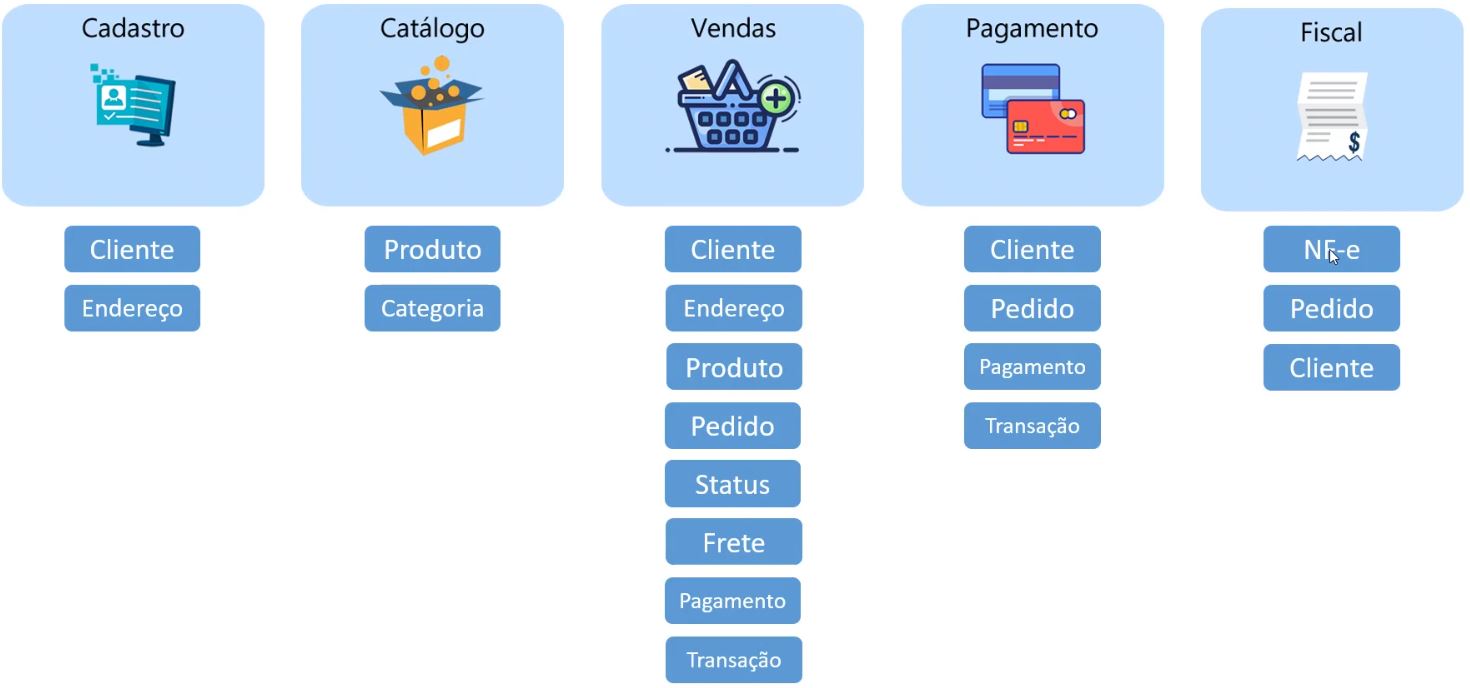 Cadastro
Catálogo
Vendas
Pagamento
Fiscal
$
Cliente
Endereço
Produto
Categoria
Cliente
Endereço
Produto
Pedido
Status
Frete
Pagamento
Transação
Cliente
Pedido
Pagamento
Transação
NF-e
Pedido
Cliente